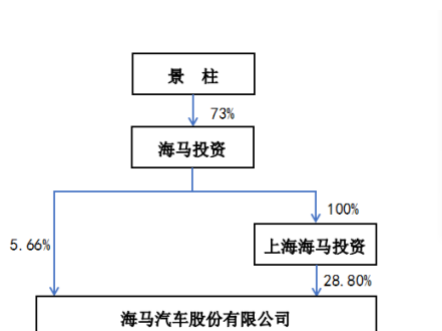 景 柱
73%
海马投资
100%
5.66%
上海海马投资
28.80%
海马汽车股份有限公司